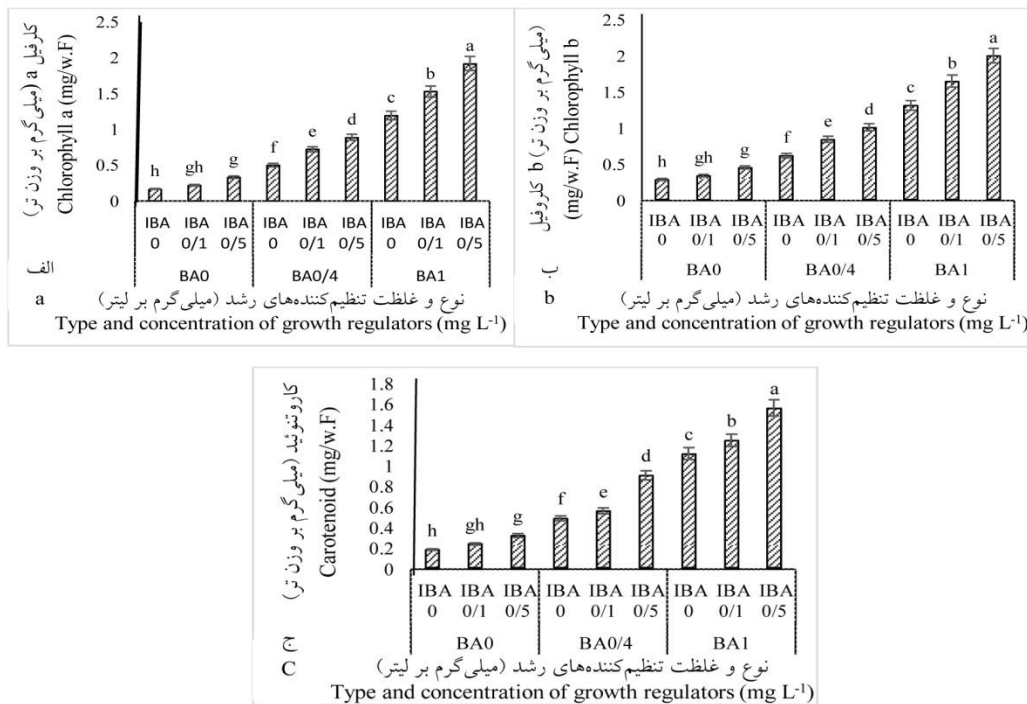 کلرفیل a (میلی‌گرم بر وزن تر)
Chlorophyll a (mg/w.F)
2.5
2
1.5
1
0.5
0
h gh g f e d c b a
IBA 0 IBA 0/1 IBA 0/5 IBA 0 IBA 0/1 IBA 0/5 IBA 0 IBA 0/1 IBA 0/5
BA0 BA0/4 BA1
الف
a
نوع و غلظت تنظیم‌کننده‌های رشد (میلی‌گرم بر لیتر)
Type and concentration of growth regulators (mg L-1)
کلروفیل b (میلی‌گرم بر وزن تر)
(mg/w.F) Chlorophyll b
2.5
2
1.5
1
0.5
0
h gh g f e d c b a
IBA 0 IBA 0/1 IBA 0/5 IBA 0 IBA 0/1 IBA 0/5 IBA 0 IBA 0/1 IBA 0/5
BA0 BA0/4 BA1
ب
b
نوع و غلظت تنظیم‌کننده‌های رشد (میلی‌گرم بر لیتر)
Type and concentration of growth regulators (mg L-1)
کاروتنوئید (میلی‌گرم بر وزن تر)
Carotenoid (mg/w.F)
1.8
1.6
1.4
1.2
1
0.8
0.6
0.4
0.2
0
h gh g f e d c b a
IBA 0 IBA 0/1 IBA 0/5 IBA 0 IBA 0/1 IBA 0/5 IBA 0 IBA 0/1 IBA 0/5
BA0 BA0/4 BA1
ج
C
نوع و غلظت تنظیم‌کننده‌های رشد (میلی‌گرم بر لیتر)
Type and concentration of growth regulators (mg L-1)